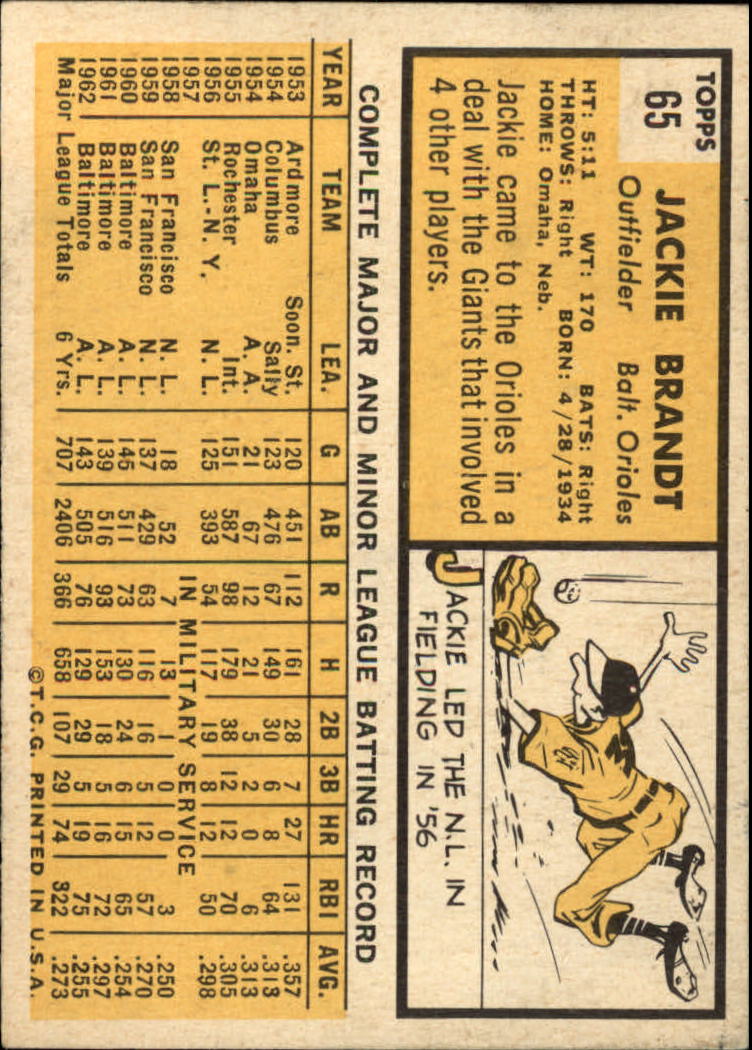 TOPPS
65
JACKIE BRANDT
Outfielder Balt. Orioles
HT: 5:11 WT: 170 BATS: Right
THROWS: Right BORN: 4/28/1934
HOME: Omaha, Neb.
Jackie came to the Orioles in a
deal with the Giants that involved
4 other players.
JACKIE LED THE N.L. IN
FIELDING IN '56
COMPLETE MAJOR AND MINOR LEAGUE BATTING RECORD
YEAR TEAM LEA. G AB R H 2B 3B HR RBI AVG.
1953 Ardmore Soon. St. 120 451 112 161 28 7 27 131 .357
1954 Columbus Sally 123 476 67 149 30 6 8 64 .313
1954 Omaha A. A. 21 67 12 21 5 2 0 6 .313
1955 Rochester Int. 151 587 98 179 38 12 12 70 .305
1956 St. L.-N. Y. N. L. 125 393 54 117 19 8 12 50 .298
1957 IN MILITARY SERVICE
1958 San Francisco N. L. 18 52 7 13 1 0 0 3 .250
1959 San Francisco N. L. 137 429 63 116 16 5 12 57 .270
1960 Baltimore A. L. 145 511 73 130 24 6 15 65 .254
1961 Baltimore A. L. 139 516 93 153 18 5 16 72 .297
1962 Baltimore A. L. 143 505 76 129 29 5 19 75 .255
Major League Totals 6 Yrs. 707 2406 366 658 107 29 74 322 .273
©T.C.G. PRINTED IN U.S.A.